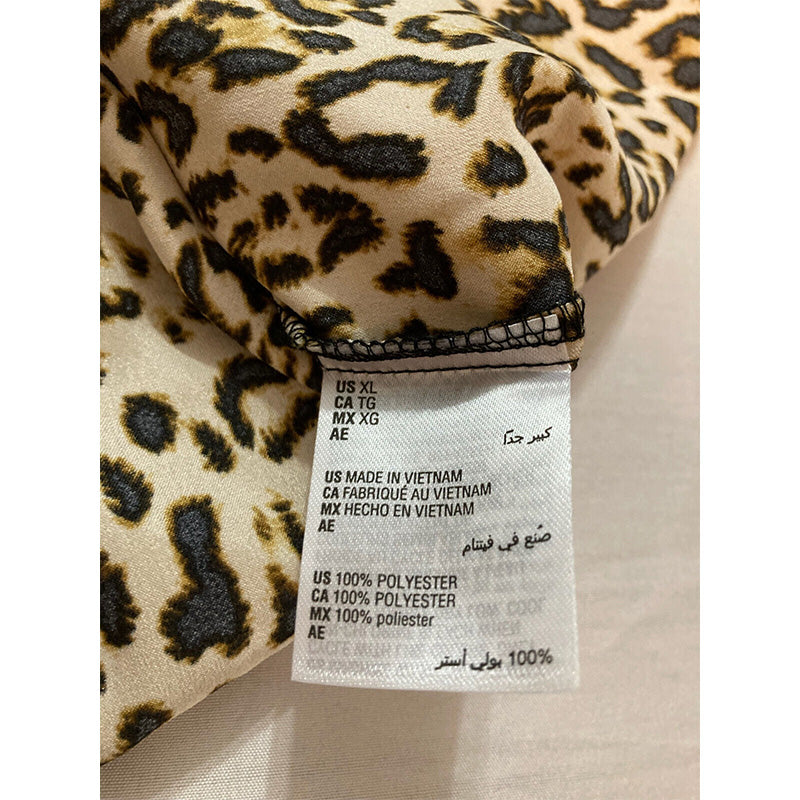 US XL
CA TG
MX XG
AE
كبير جدًا
US MADE IN VIETNAM
CA FABRIQUÉ AU VIETNAM
MX HECHO EN VIETNAM
AE
صُنع في فيتنام
US 100% POLYESTER
CA 100% POLYESTER
MX 100% poliester
AE
100% بولي أستر